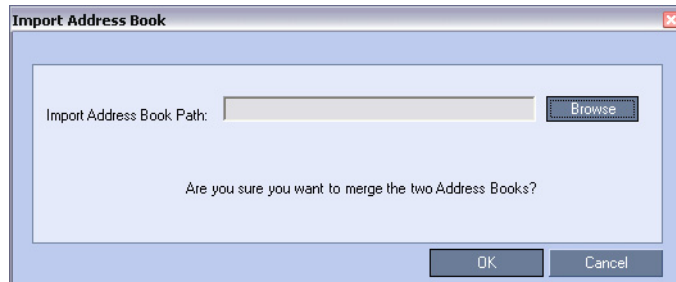 Import Address Book
Import Address Book Path:
Browse
Are you sure you want to merge the two Address Books?
OK
Cancel